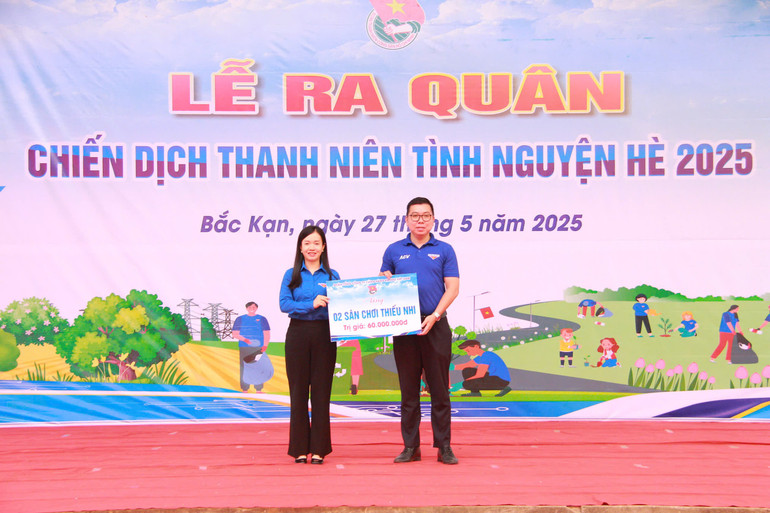 LỄ RA QUÂN
CHIẾN DỊCH THANH NIÊN TÌNH NGUYỆN HÈ 2025
Bắc Kạn, ngày 27 tháng 5 năm 2025
02 SÂN CHƠI THIẾU NHI
Trị giá: 60.000.000đ